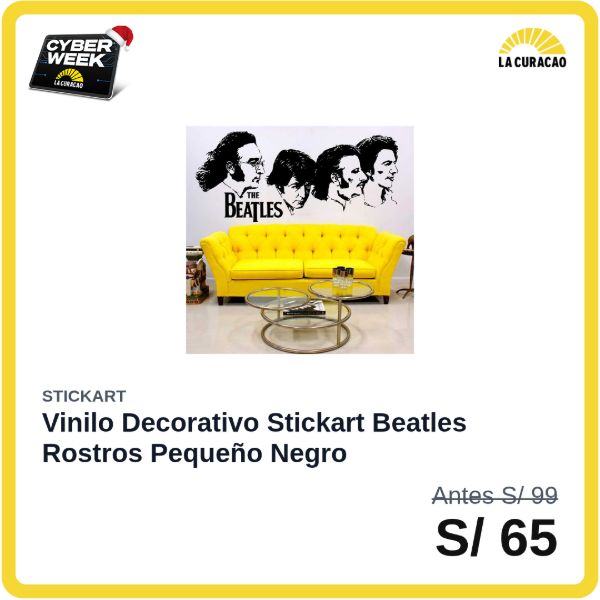 CYBER
WEEK
LA CURACAO
LA CURACAO
THE
BEATLES
STICKART
Vinilo Decorativo Stickart Beatles
Rostros Pequeño Negro
Antes S/ 99
S/ 65